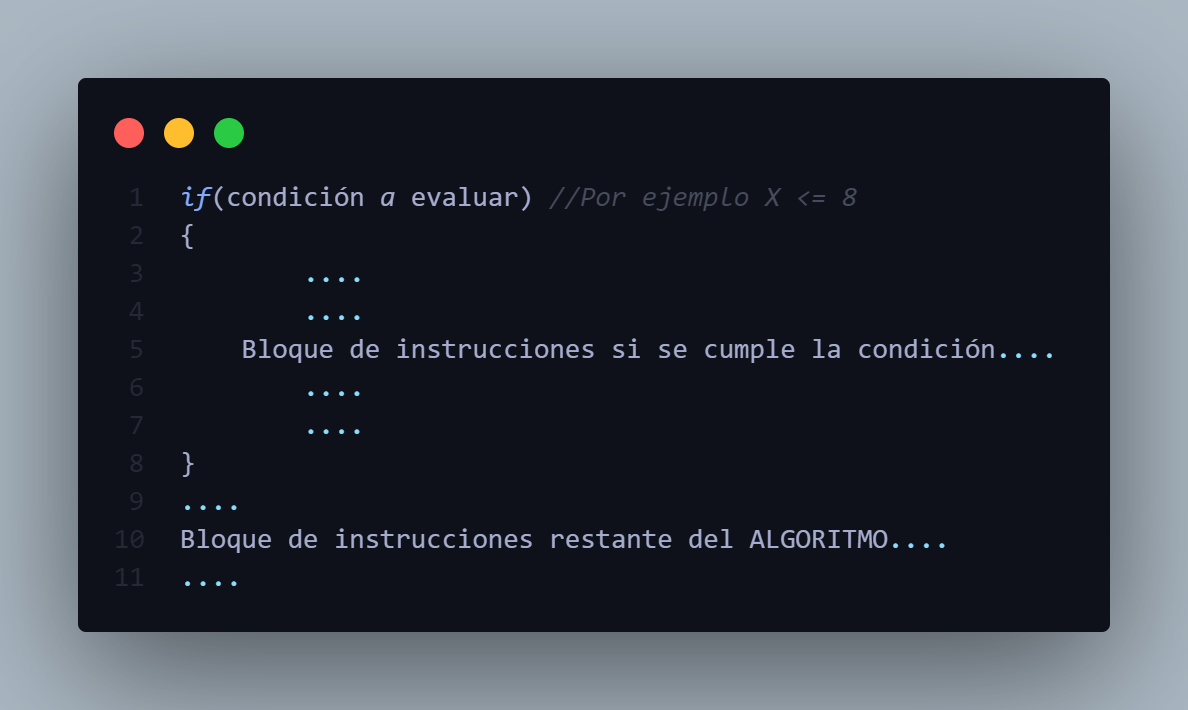 1 if(condición a evaluar) //Por ejemplo X <= 8
2 {
3 ....
4 ....
5 Bloque de instrucciones si se cumple la condición....
6 ....
7 ....
8 }
9 ....
10 Bloque de instrucciones restante del ALGORITMO....
11 ....